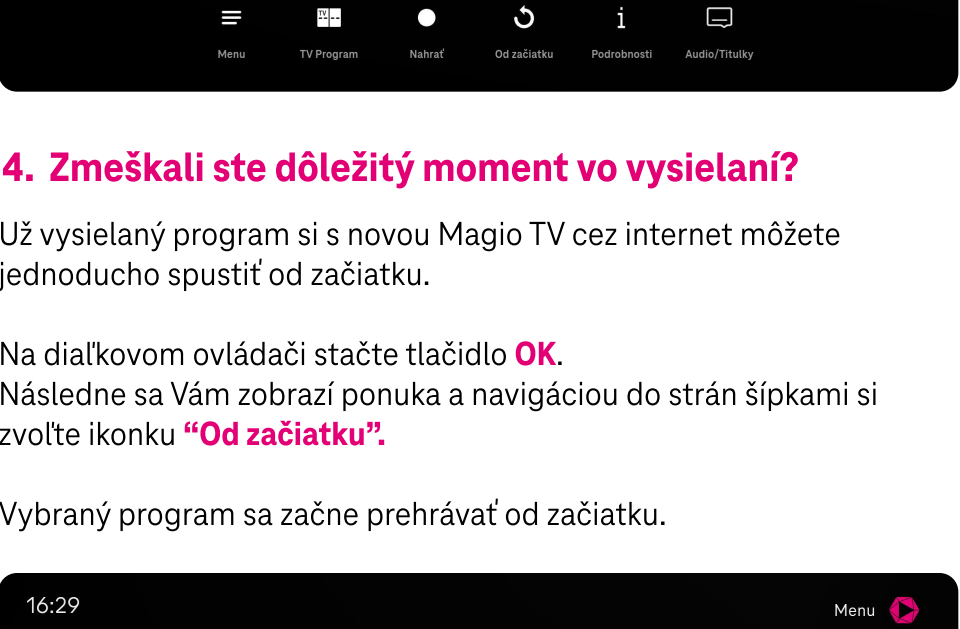 Menu TV Program Nahrať Od začiatku Podrobnosti Audio/Titulky
4. Zmeškali ste dôležitý moment vo vysielaní?
Už vysielaný program si s novou Magio TV cez internet môžete
jednoducho spustiť od začiatku.
Na diaľkovom ovládači stačte tlačidlo OK.
Následne sa Vám zobrazí ponuka a navigáciou do strán šípkami si
zvoľte ikonku “Od začiatku”.
Vybraný program sa začne prehrávať od začiatku.
16:29 Menu